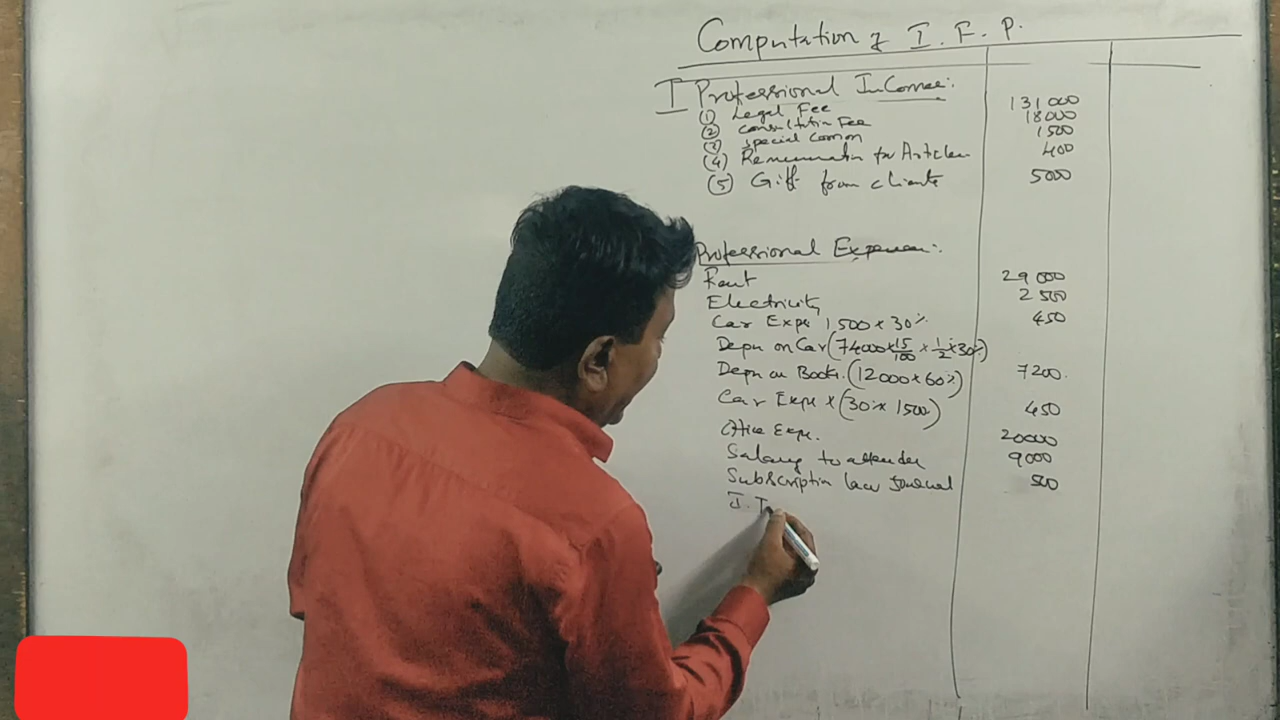 Computation of I. F. P.
I Professional Income:
(1) Legal Fee 131000
(2) Consultation Fee 18000
(3) Special Comm 1500
(4) Remuneration for Articles 400
(5) Gift from clients 5000
Professional Expenses:
Rent 29000
Electricity 2500
Car Expe 1500 x 30% 450
Depn on Car (74000 x 15/100 x 1/2 x 30%)
Depn on Books. (12000 x 60%) 7200.
Car Expe x (30% x 1500) 450
Office Expe. 20000
Salary to attender 9000
Subscription law Journal 500
I.T